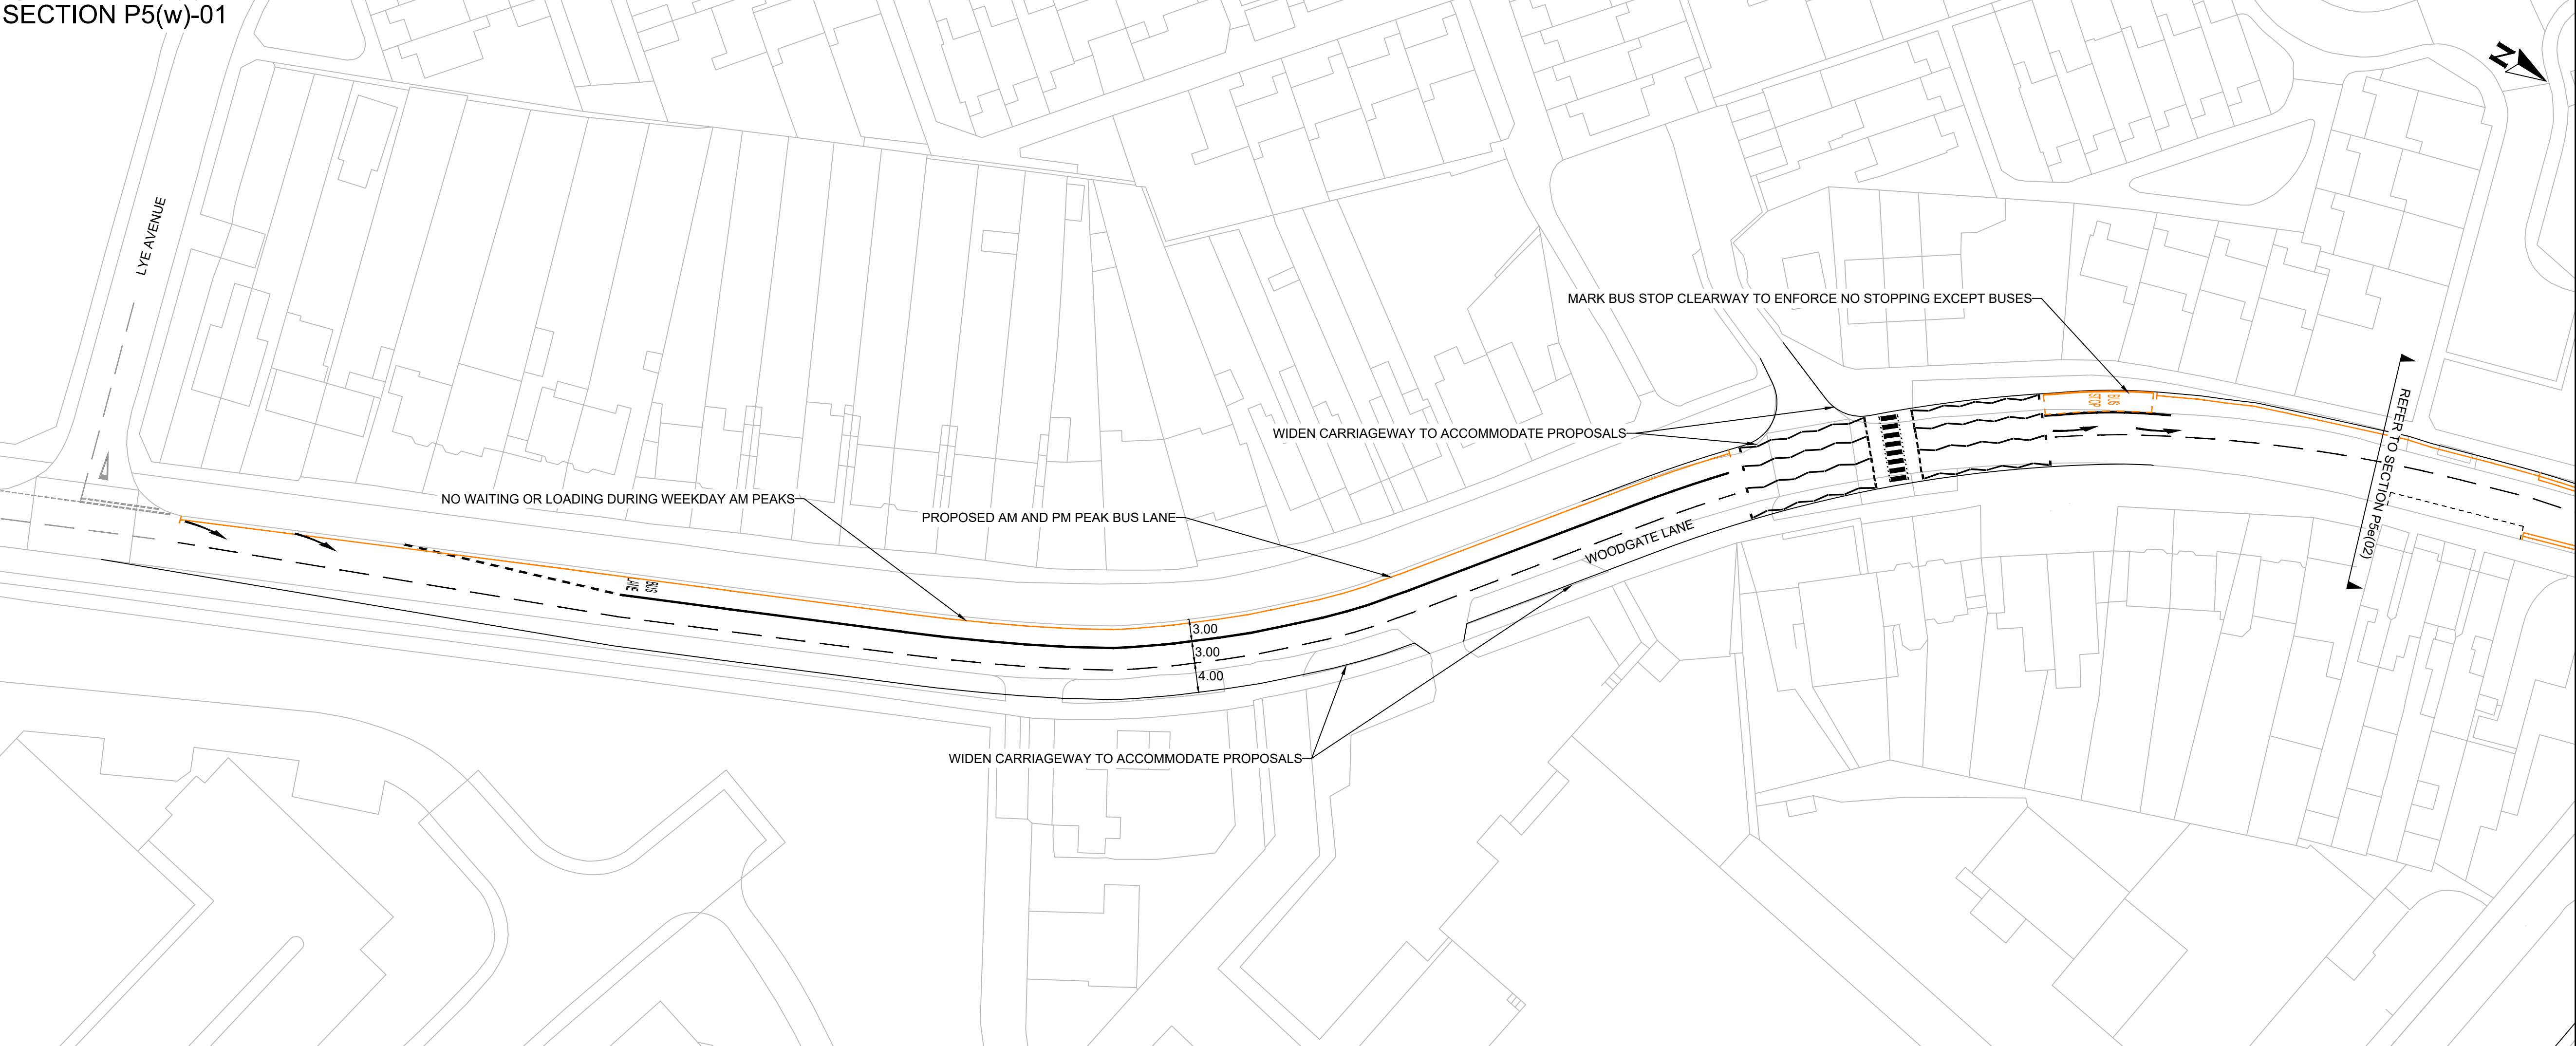 SECTION P5(w)-01
N
LYE AVENUE
MARK BUS STOP CLEARWAY TO ENFORCE NO STOPPING EXCEPT BUSES
BUS
STOP
REFER TO SECTION P5e(02)
WIDEN CARRIAGEWAY TO ACCOMMODATE PROPOSALS
NO WAITING OR LOADING DURING WEEKDAY AM PEAKS
PROPOSED AM AND PM PEAK BUS LANE
WOODGATE LANE
BUS
LANE
3.00
3.00
4.00
WIDEN CARRIAGEWAY TO ACCOMMODATE PROPOSALS